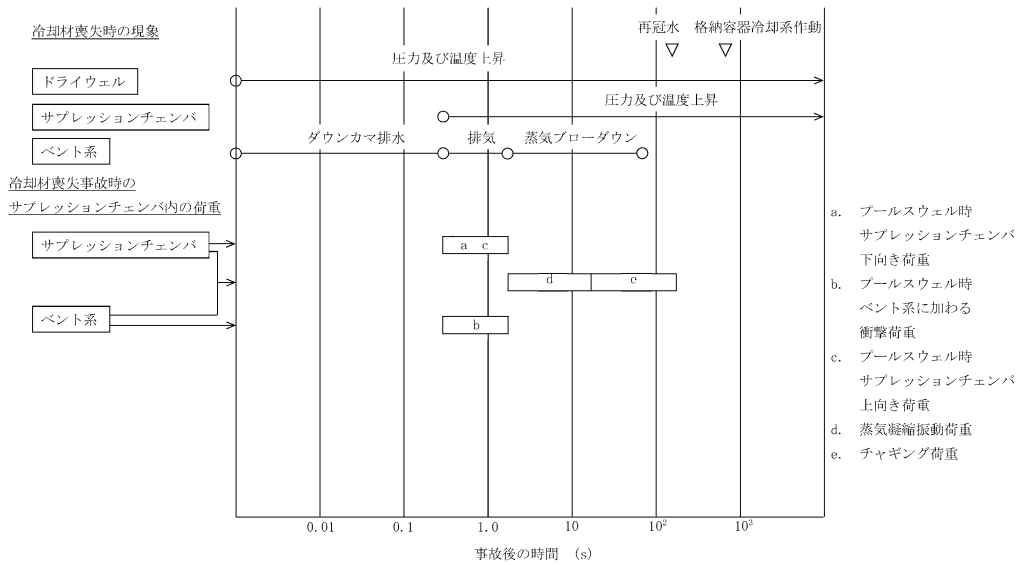 冷却材喪失時の現象
再冠水
格納容器冷却系作動
圧力及び温度上昇
ドライウェル
圧力及び温度上昇
サプレッションチェンバ
ダウンカマ排水
排気
蒸気ブローダウン
ベント系
冷却材喪失事故時の
サプレッションチェンバ内の荷重
サプレッションチェンバ
a c
d
e
ベント系
b
a. プールスウェル時
サプレッションチェンバ
下向き荷重
b. プールスウェル時
ベント系に加わる
衝撃荷重
c. プールスウェル時
サプレッションチェンバ
上向き荷重
d. 蒸気凝縮振動荷重
e. チャギング荷重
0.01
0.1
1.0
10
10²
10³
事故後の時間 (s)